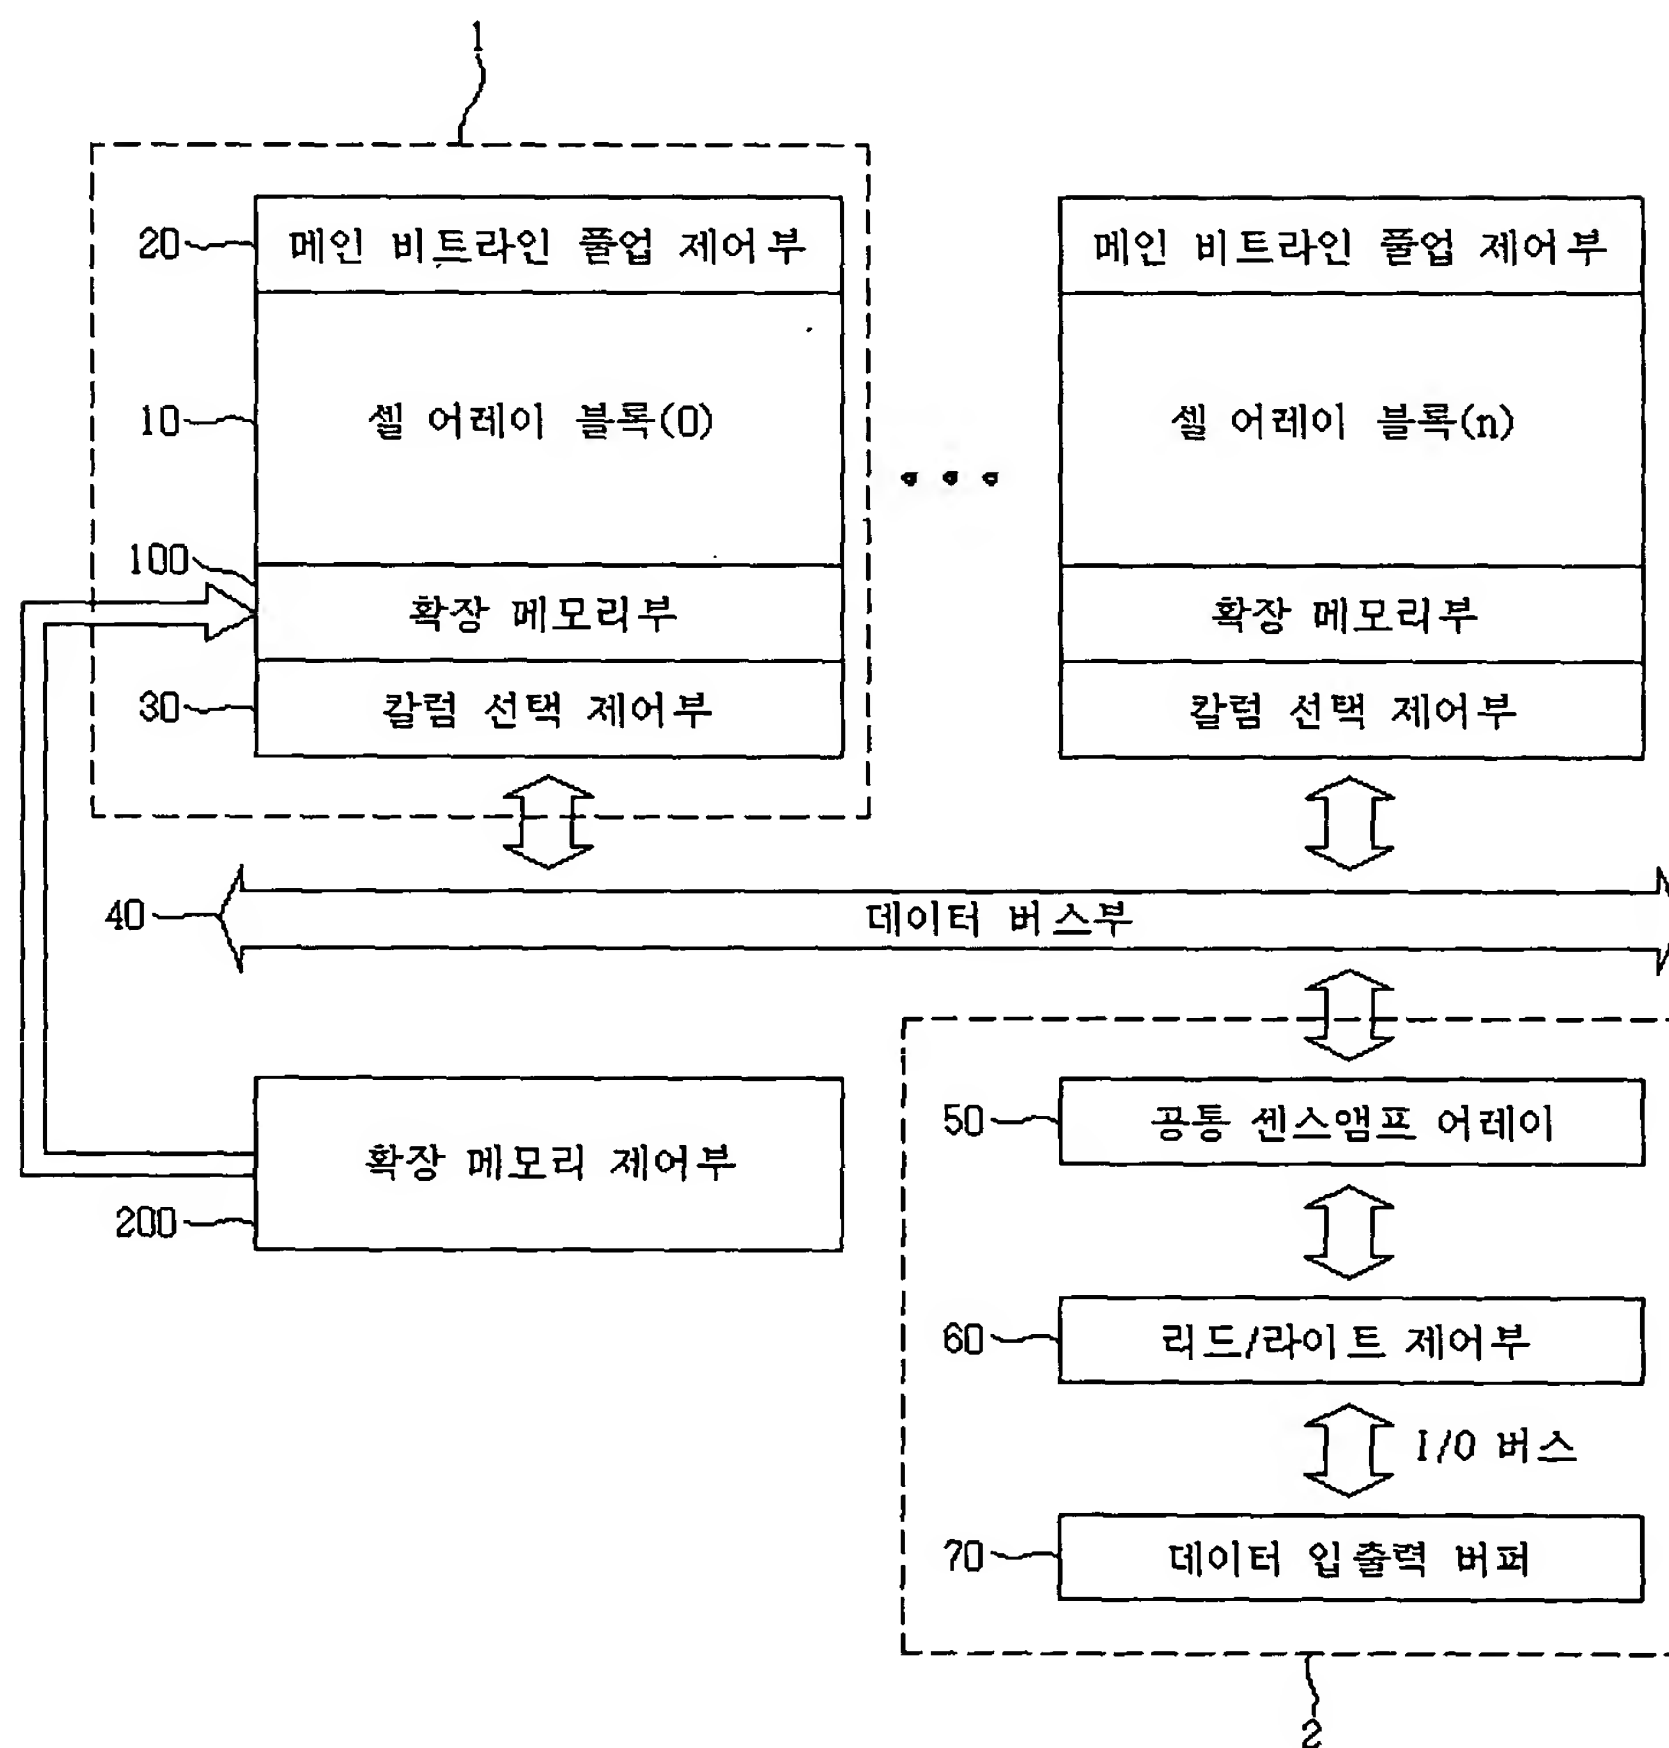 1
20
메인 비트라인 풀업 제어부
메인 비트라인 풀업 제어부
10
셀 어레이 블록(0)
셀 어레이 블록(n)
100
확장 메모리부
확장 메모리부
30
칼럼 선택 제어부
칼럼 선택 제어부
40
데이터 버스부
확장 메모리 제어부
200
50
공통 센스앰프 어레이
60
리드/라이트 제어부
I/O 버스
70
데이터 입출력 버퍼
2